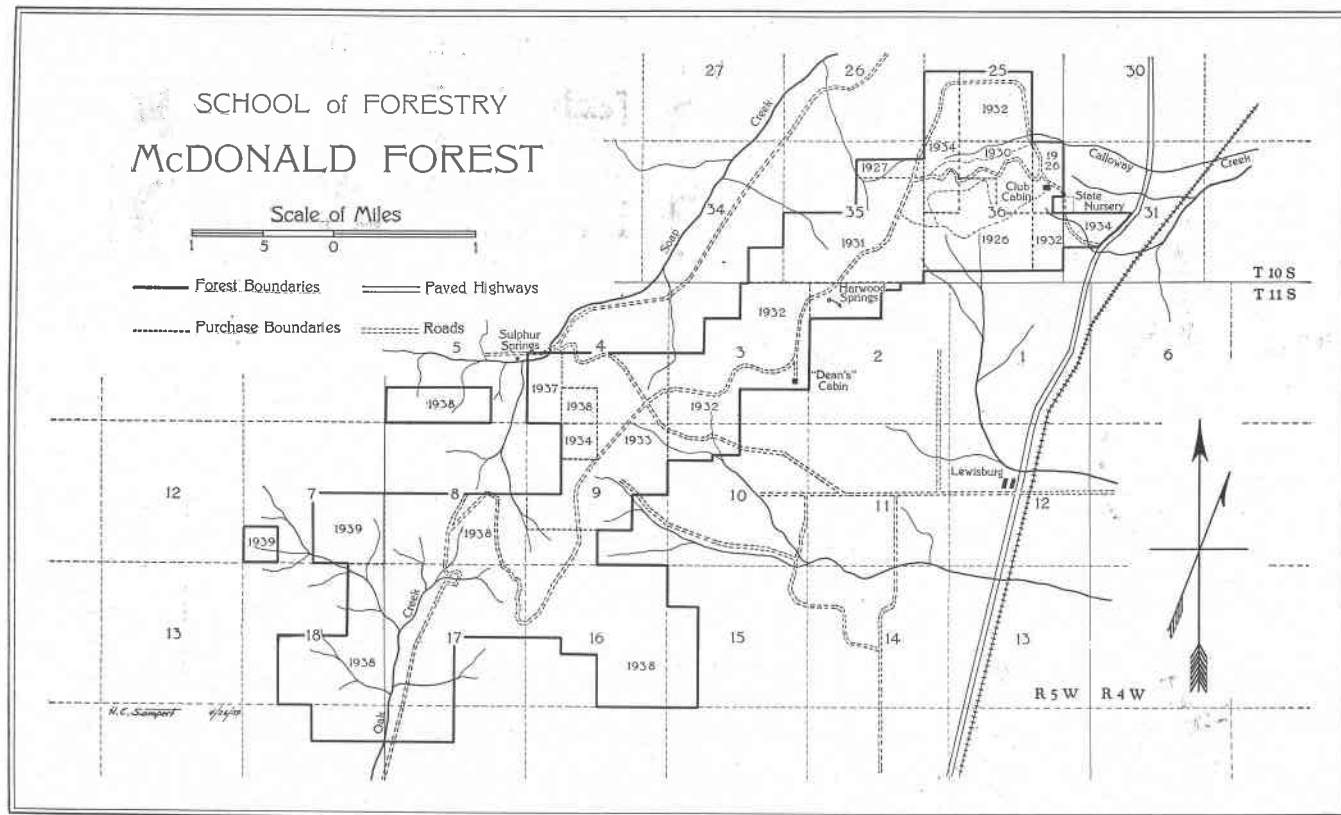 27
26
25
30
SCHOOL of FORESTRY
McDONALD FOREST
Scale of Miles
1 5 0 1
Forest Boundaries
Paved Highways
Purchase Boundaries
Roads
Creek
1932
1934
1930
19
26
Calloway
Creek
1927
Club
Cabin
State
Nursery
34
35
36
31
1934
Soap
1931
1926
1932
T 10 S
T 11 S
Harwood
Springs
1932
Sulphur
Springs
5
4
3
2
1
6
"Dean's"
Cabin
1937
1938
1938
1932
1934
1933
Lewisburg
12
7
8
9
10
11
12
1939
1938
1939
Creek
13
18
17
16
15
14
13
1938
1938
R 5 W
R 4 W
Oak